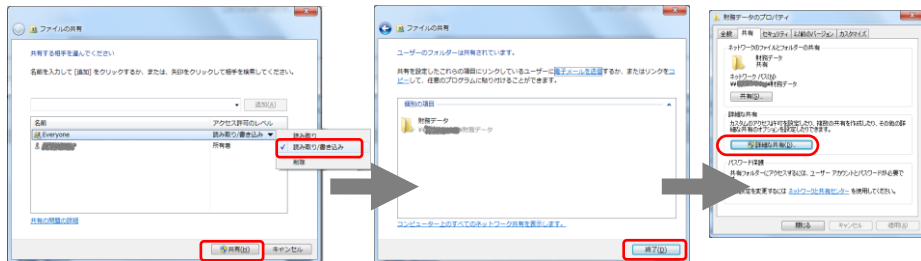 ファイルの共有
共有する相手を選んでください
名前を入力して [追加] をクリックするか、または、矢印をクリックして相手を検索してください。
追加(A)
名前 アクセス許可のレベル
Everyone 読み取り/書き込み ▼
所有者
読み取り
✓ 読み取り/書き込み
削除
共有の問題の詳細
共有(H) キャンセル
ファイルの共有
ユーザーのフォルダーは共有されています。
共有を設定したこれらの項目にリンクしているユーザーに電子メールを送信するか、またはリンクをコ
ピーして、任意のプログラムに貼り付けることができます。
個別の項目
財務データ
財務データ
コンピューター上のすべてのネットワーク共有を表示します。
終了(D)
財務データのプロパティ
全般 共有 セキュリティ 以前のバージョン カスタマイズ
ネットワークのファイルとフォルダーの共有
財務データ
共有
ネットワーク パス(N):
財務データ
共有(S)...
詳細な共有
カスタムのアクセス許可を設定したり、複数の共有を作成したり、その他の詳
細な共有のオプションを設定したりできます。
詳細な共有(D)...
パスワード保護
共有フォルダーにアクセスするには、ユーザー アカウントとパスワードが必要で
を変更するには ネットワークと共有センター を使用してください。
閉じる キャンセル 適用(A)